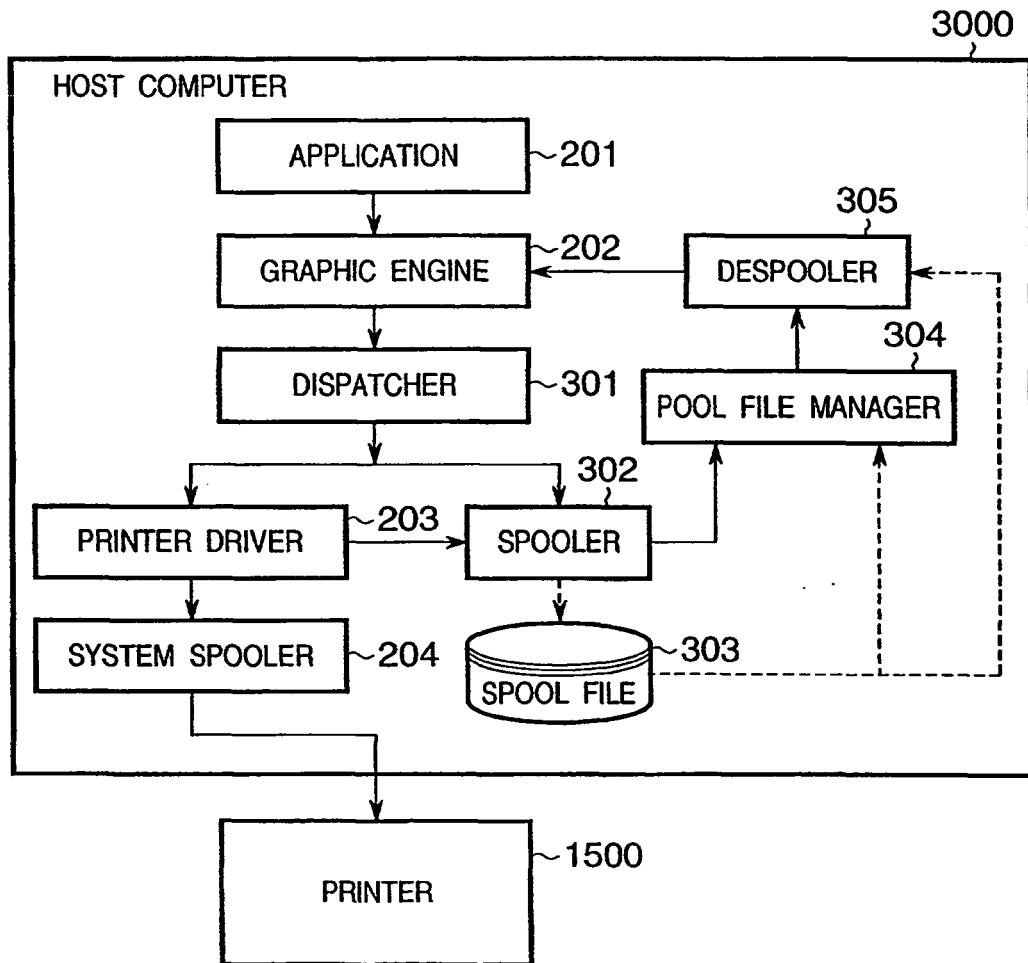 3000
HOST COMPUTER
APPLICATION
201
305
202
GRAPHIC ENGINE
DESPOOLER
304
DISPATCHER
301
POOL FILE MANAGER
302
203
PRINTER DRIVER
SPOOLER
SYSTEM SPOOLER
204
303
SPOOL FILE
1500
PRINTER